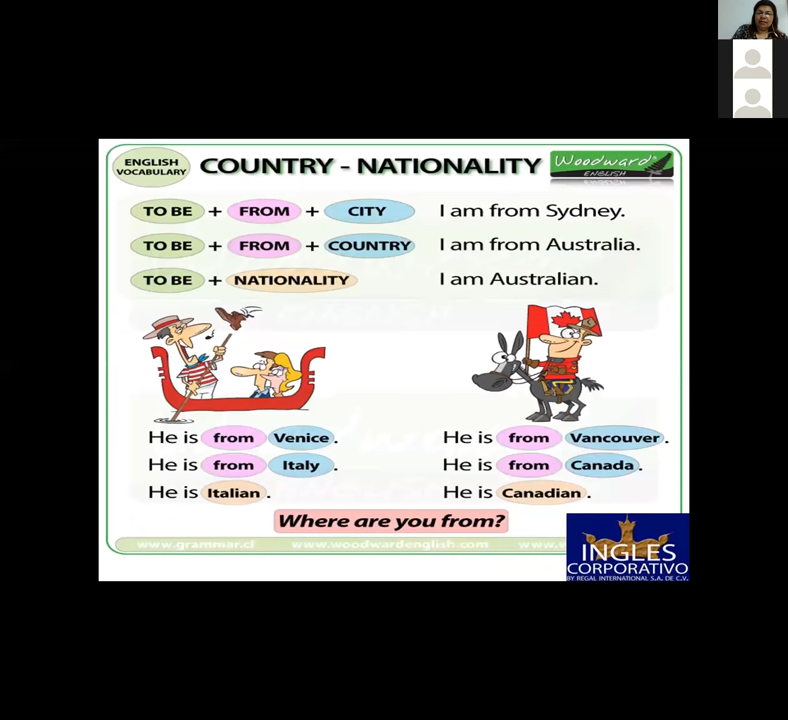 ENGLISH
VOCABULARY
COUNTRY - NATIONALITY
Woodward
ENGLISH
TO BE + FROM + CITY I am from Sydney.
TO BE + FROM + COUNTRY I am from Australia.
TO BE + NATIONALITY I am Australian.
He is from Venice.
He is from Italy.
He is Italian.
He is from Vancouver.
He is from Canada.
He is Canadian.
Where are you from?
www.grammar.cl www.woodwardenglish.com www.w
INGLES
CORPORATIVO
BY REGAL INTERNATIONAL S.A. DE C.V.